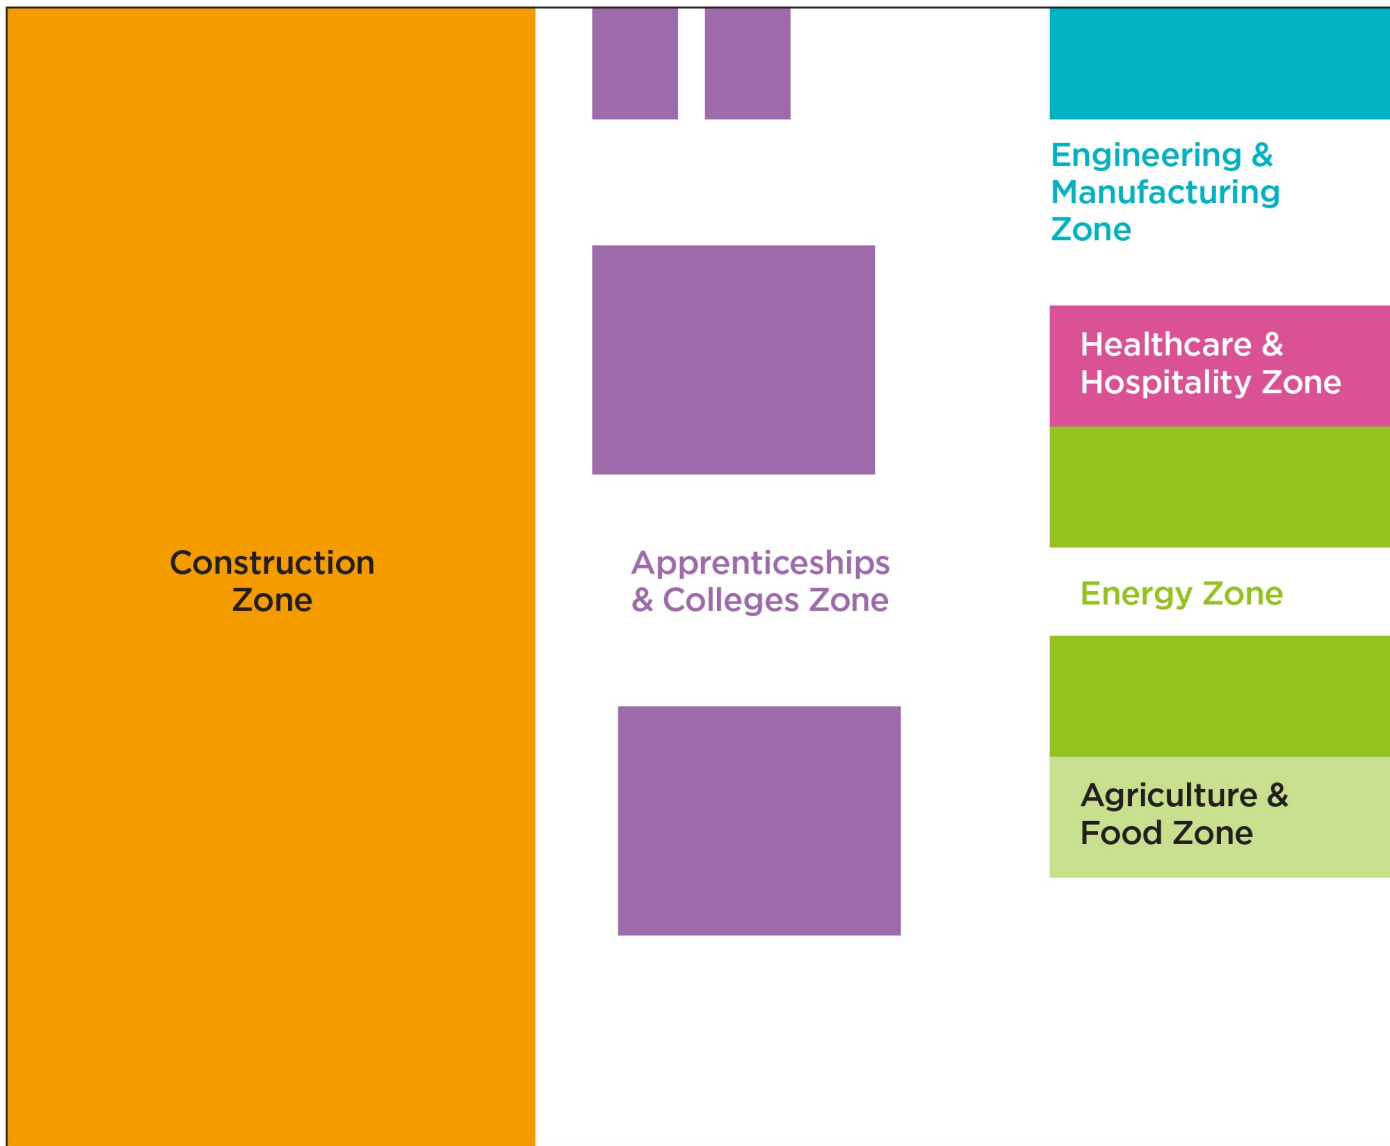 Construction
Zone
Apprenticeships
& Colleges Zone
Engineering &
Manufacturing
Zone
Healthcare &
Hospitality Zone
Energy Zone
Agriculture &
Food Zone